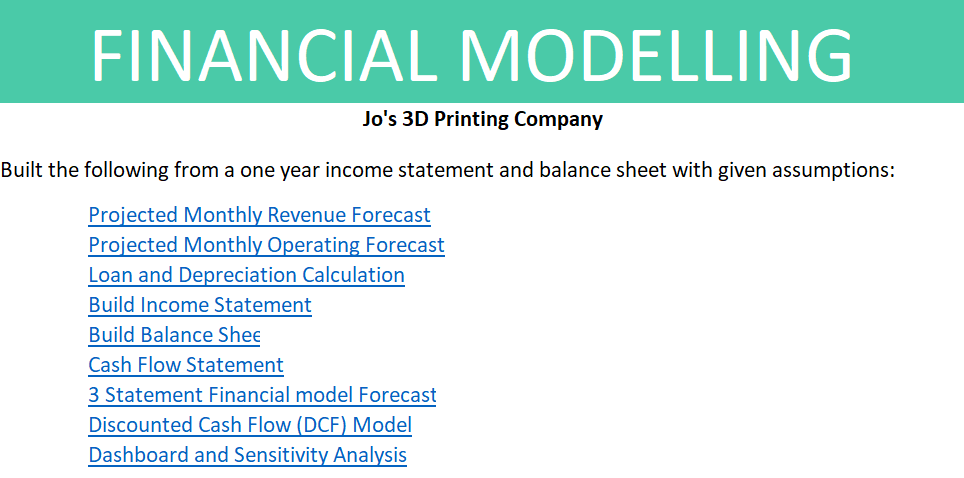 FINANCIAL MODELLING
Jo's 3D Printing Company
Built the following from a one year income statement and balance sheet with given assumptions:
Projected Monthly Revenue Forecast
Projected Monthly Operating Forecast
Loan and Depreciation Calculation
Build Income Statement
Build Balance Shee
Cash Flow Statement
3 Statement Financial model Forecast
Discounted Cash Flow (DCF) Model
Dashboard and Sensitivity Analysis